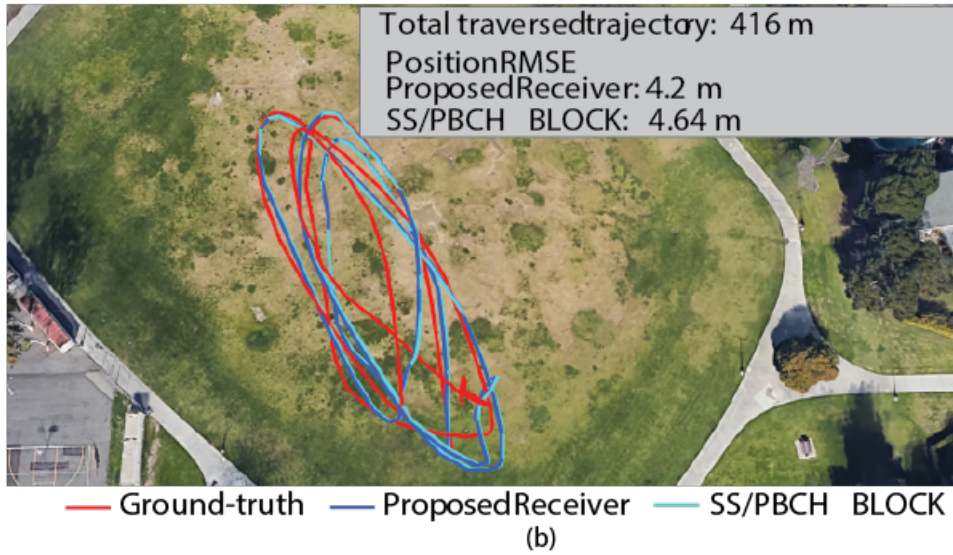 Total traversedtrajectory: 416 m
PositionRMSE
ProposedReceiver: 4.2 m
SS/PBCH BLOCK: 4.64 m
Ground-truth ProposedReceiver SS/PBCH BLOCK
(b)